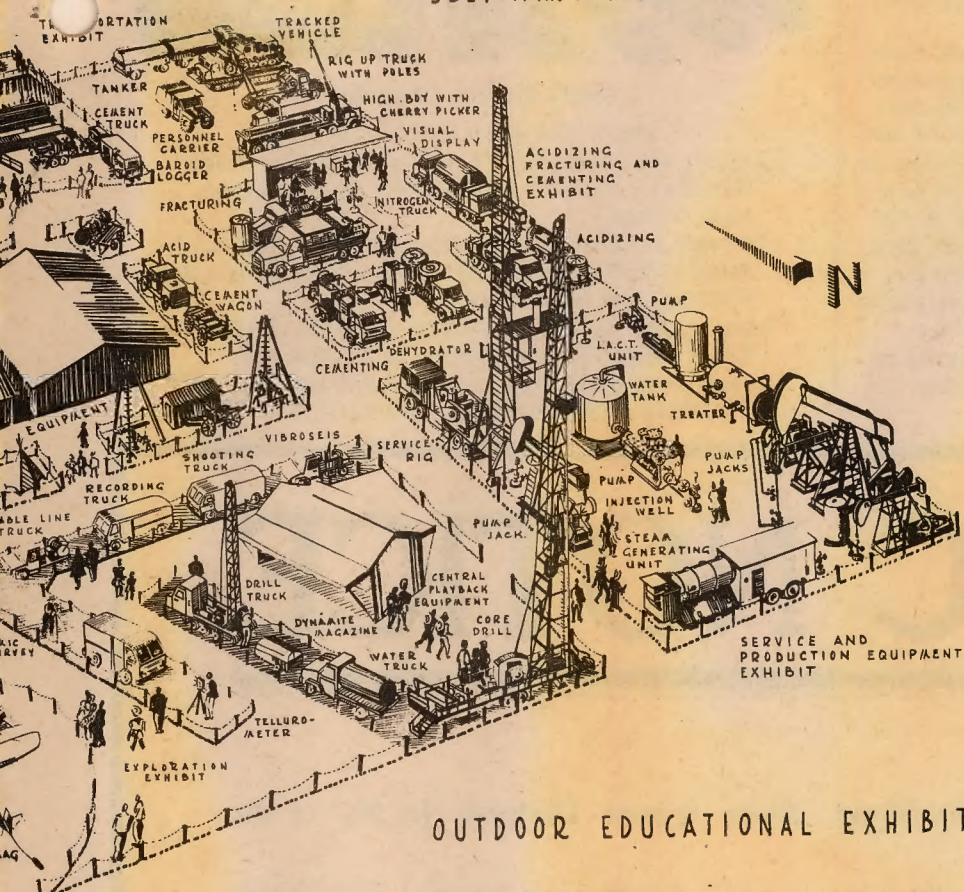 EXHIBIT
TANKER
TRACKED
VEHICLE
RIG UP TRUCK
WITH POLES
CEMENT
TRUCK
PERSONNEL
CARRIER
HIGH-BOY WITH
CHERRY PICKER
BAROID
LOGGER
VISUAL
DISPLAY
ACIDIZING
FRACTURING AND
CEMENTING
EXHIBIT
FRACTURING
NITROGEN
TRUCK
ACIDIZING
N
ACID
TRUCK
CEMENT
WAGON
PUMP
L.A.C.T.
UNIT
CEMENTING
DEHYDRATOR
WATER
TANK
TREATER
EQUIPMENT
SHOOTING
TRUCK
VIBROSEIS
SERVICE
RIG
PUMP
JACKS
RECORDING
TRUCK
PUMP
INJECTION
WELL
TRUCK
PUMP
JACK
STEAM
GENERATING
UNIT
DRILL
TRUCK
CENTRAL
PLAYBACK
EQUIPMENT
DYNAMITE
MAGAZINE
CORE
DRILL
WATER
TRUCK
SERVICE AND
PRODUCTION EQUIPMENT
EXHIBIT
TELLURO-
METER
EXPLORATION
EXHIBIT
OUTDOOR EDUCATIONAL EXHIBIT